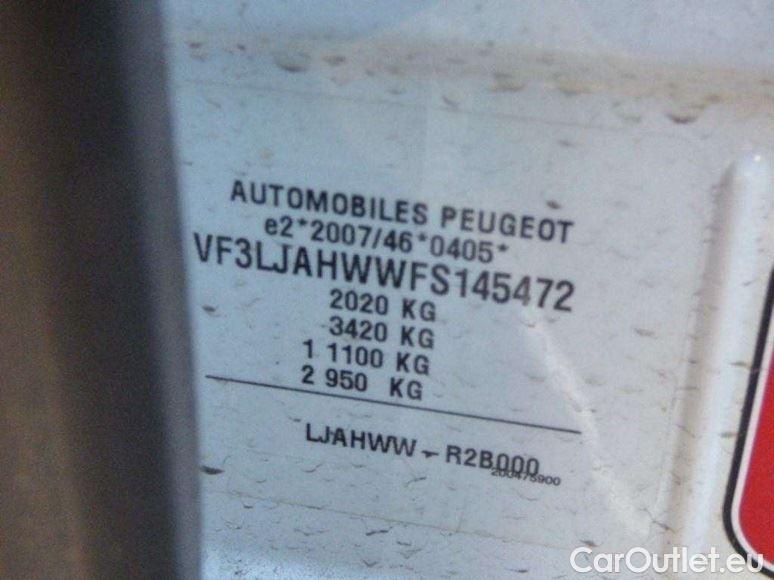 AUTOMOBILES PEUGEOT
e2*2007/46*0405*
VF3LJAHWWFS145472
2020 KG
3420 KG
1 1100 KG
2 950 KG
LJAHWW - R2B000
200475900
CarOutlet.eu